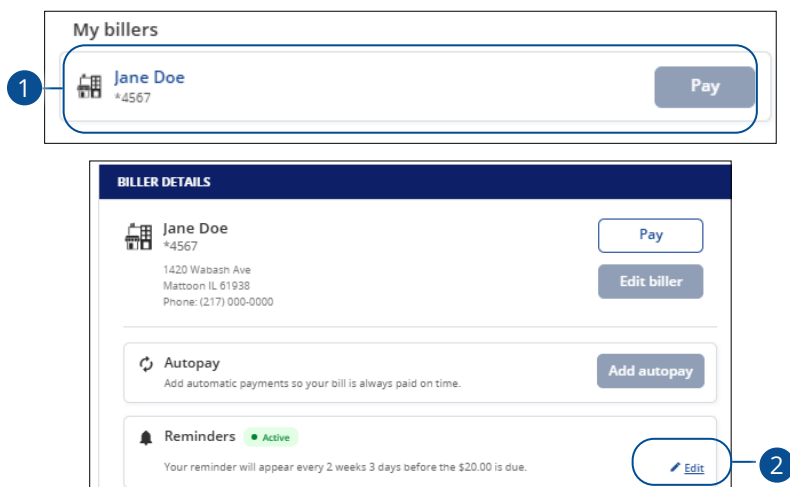 My billers
1
Jane Doe
*4567
Pay
BILLER DETAILS
Jane Doe
*4567
1420 Wabash Ave
Mattoon IL 61938
Phone: (217) 000-0000
Pay
Edit biller
Autopay
Add automatic payments so your bill is always paid on time.
Add autopay
Reminders Active
Your reminder will appear every 2 weeks 3 days before the $20.00 is due.
Edit
2